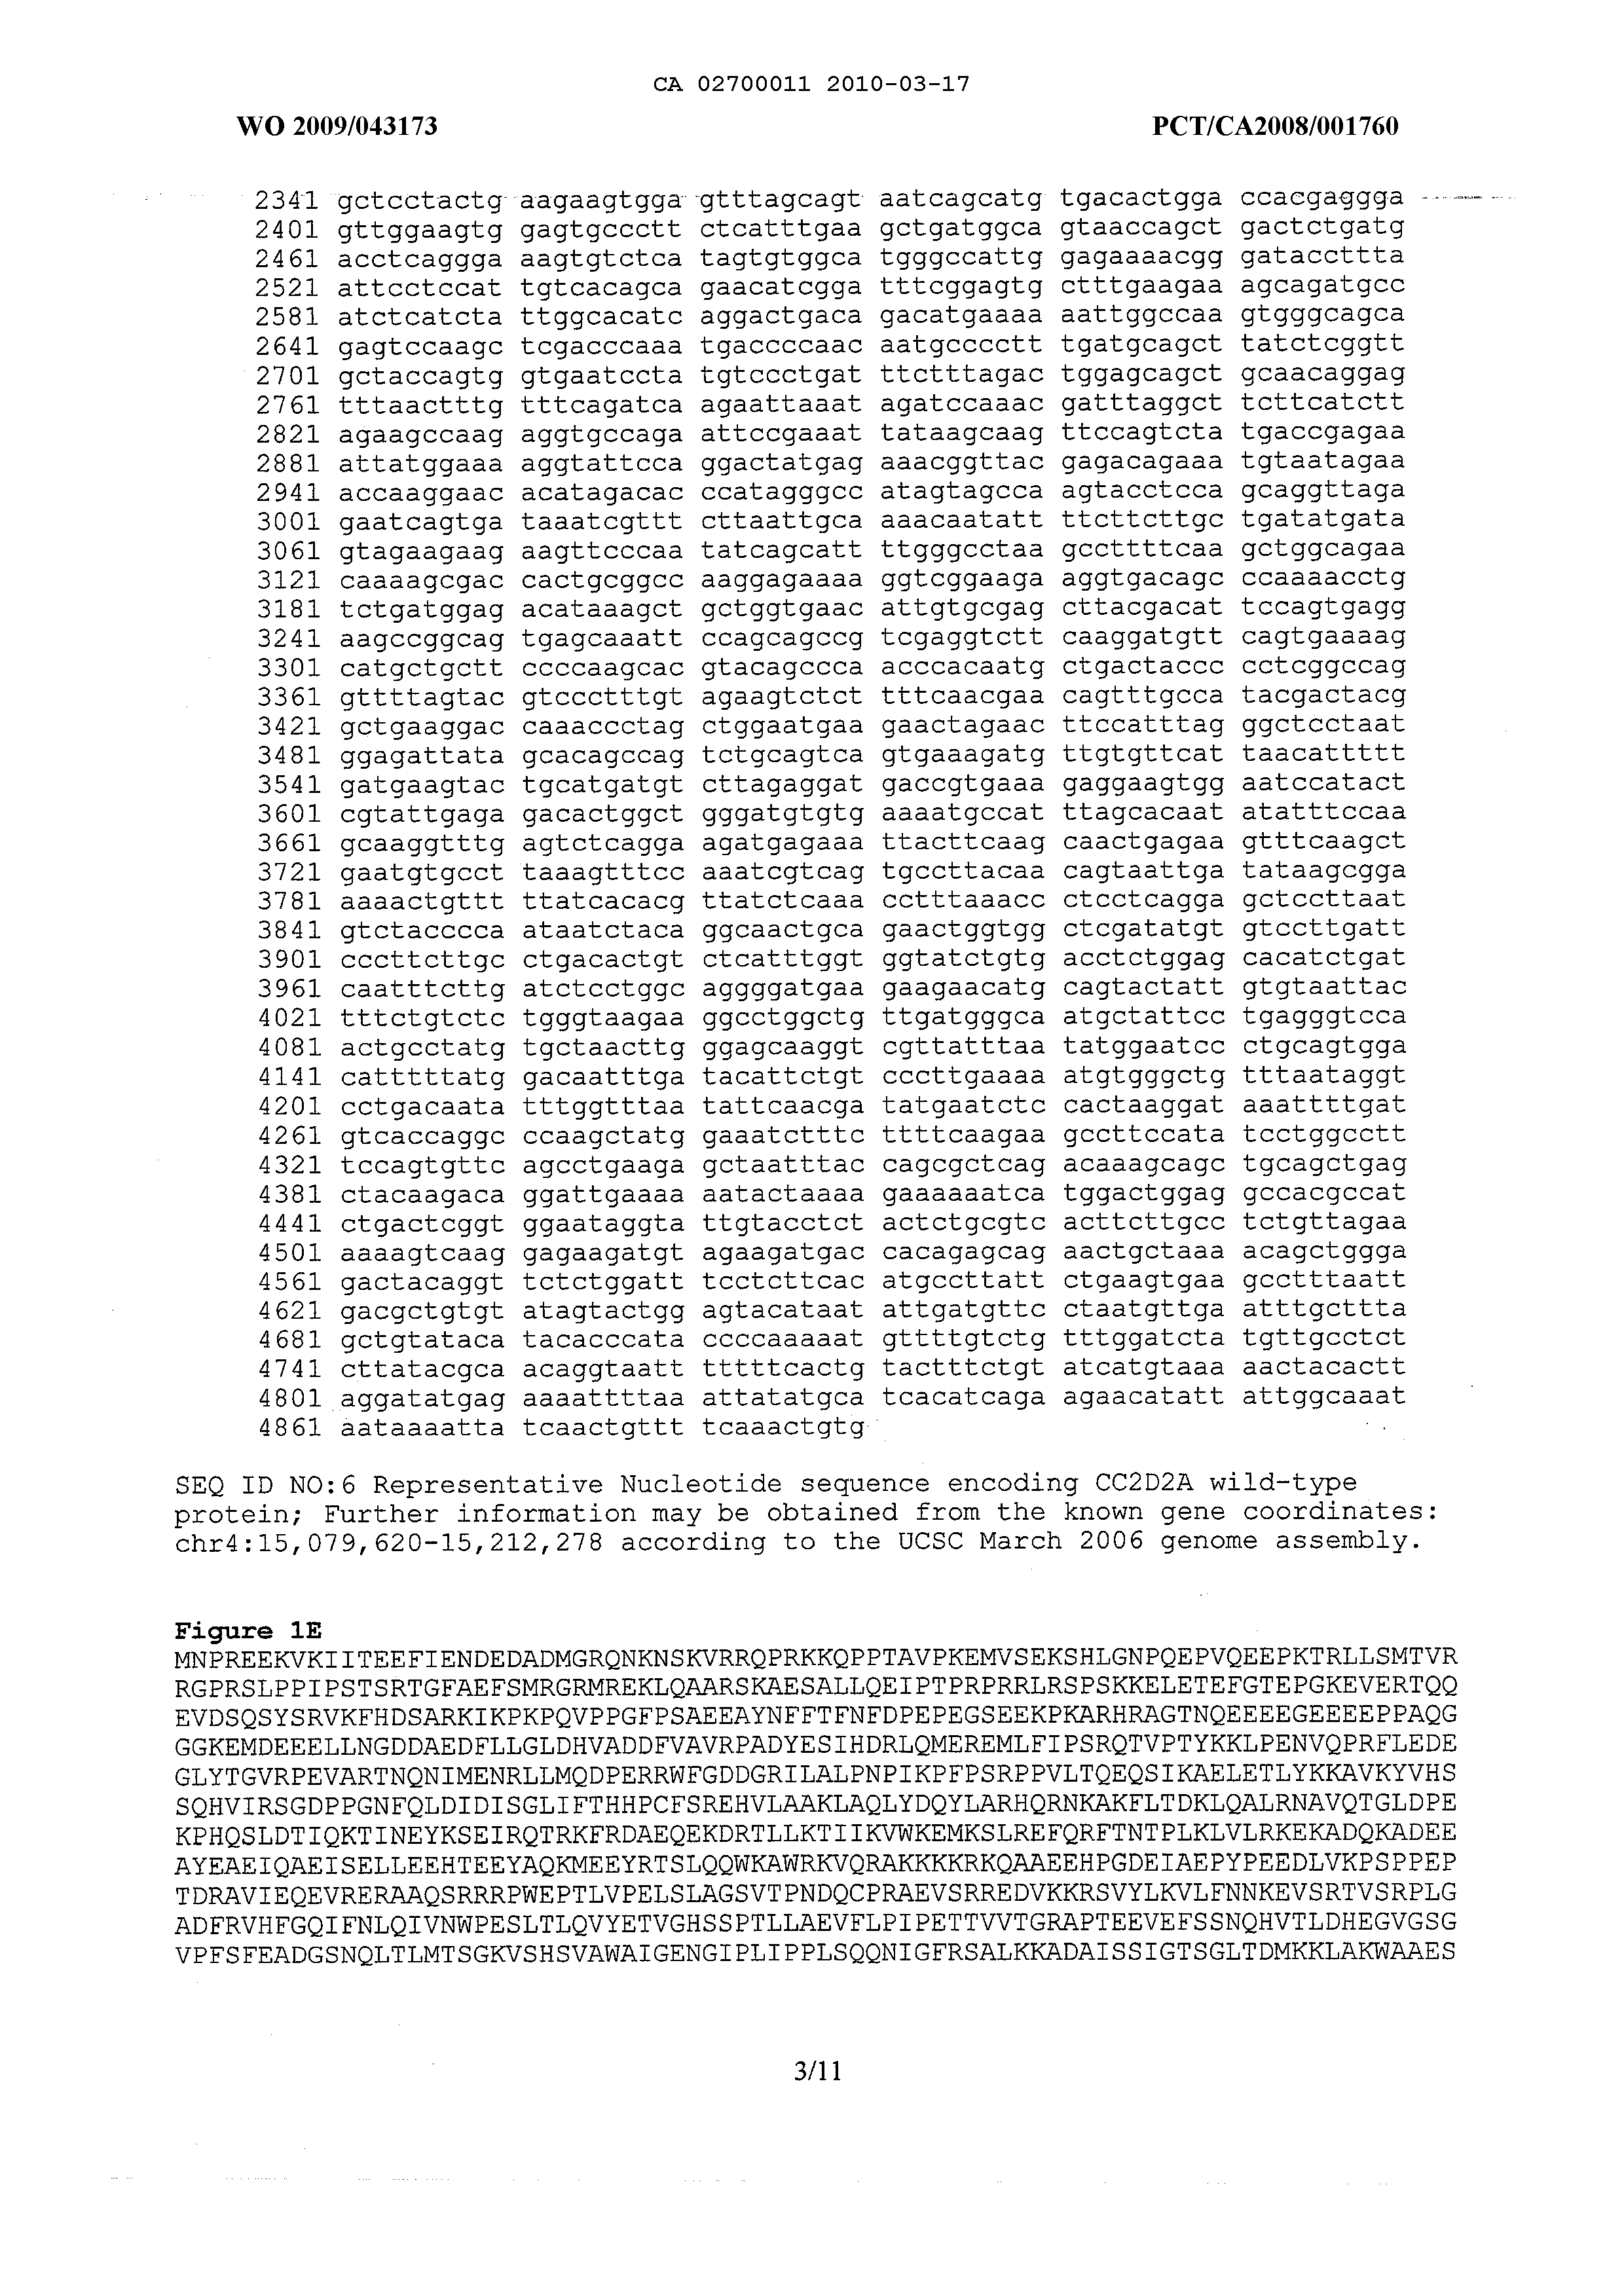 CA 02700011 2010-03-17
WO 2009/043173 PCT/CA2008/001760
2341 gctcctactg aagaagtgga gtttagcagt aatcagcatg tgacactgga ccacgaggga
2401 gttggaagtg gagtgccctt ctcatttgaa gctgatggca gtaaccagct gactctgatg
2461 acctcaggga aagtgtctca tagtgtggca tgggccattg gagaaaacgg gataccttta
2521 attcctccat tgtcacagca gaacatcgga tttcggagtg ctttgaagaa agcagatgcc
2581 atctcatcta ttggcacatc aggactgaca gacatgaaaa aattggccaa gtgggcagca
2641 gagtccaagc tcgacccaaa tgaccccaac aatgcccctt tgatgcagct tatctcggtt
2701 gctaccagtg gtgaatccta tgtccctgat ttctttagac tggagcagct gcaacaggag
2761 tttaactttg tttcagatca agaattaaat agatccaaac gatttaggct tcttcatctt
2821 agaagccaag aggtgccaga attccgaaat tataagcaag ttccagtcta tgaccgagaa
2881 attatggaaa aggtattcca ggactatgag aaacggttac gagacagaaa tgtaatagaa
2941 accaaggaac acatagacac ccatagggcc atagtagcca agtacctcca gcaggttaga
3001 gaatcagtga taaatcgttt cttaattgca aaacaatatt ttcttcttgc tgatatgata
3061 gtagaagaag aagttcccaa tatcagcatt ttgggcctaa gccttttcaa gctggcagaa
3121 caaaagcgac cactgcggcc aaggagaaaa ggtcggaaga aggtgacagc ccaaaacctg
3181 tctgatggag acataaagct gctggtgaac attgtgcgag cttacgacat tccagtgagg
3241 aagccggcag tgagcaaatt ccagcagccg tcgaggtctt caaggatgtt cagtgaaaag
3301 catgctgctt ccccaagcac gtacagccca acccacaatg ctgactaccc cctcggccag
3361 gttttagtac gtccctttgt agaagtctct tttcaacgaa cagtttgcca tacgactacg
3421 gctgaaggac caaaccctag ctggaatgaa gaactagaac ttccatttag ggctcctaat
3481 ggagattata gcacagccag tctgcagtca gtgaaagatg ttgtgttcat taacattttt
3541 gatgaagtac tgcatgatgt cttagaggat gaccgtgaaa gaggaagtgg aatccatact
3601 cgtattgaga gacactggct gggatgtgtg aaaatgccat ttagcacaat atatttccaa
3661 gcaaggtttg agtctcagga agatgagaaa ttacttcaag caactgagaa gtttcaagct
3721 gaatgtgcct taaagtttcc aaatcgtcag tgccttacaa cagtaattga tataagcgga
3781 aaaactgttt ttatcacacg ttatctcaaa cctttaaacc ctcctcagga gctccttaat
3841 gtctacccca ataatctaca ggcaactgca gaactggtgg ctcgatatgt gtccttgatt
3901 cccttcttgc ctgacactgt ctcatttggt ggtatctgtg acctctggag cacatctgat
3961 caatttcttg atctcctggc aggggatgaa gaagaacatg cagtactatt gtgtaattac
4021 tttctgtctc tgggtaagaa ggcctggctg ttgatgggca atgctattcc tgagggtcca
4081 actgcctatg tgctaacttg ggagcaaggt cgttatttaa tatggaatcc ctgcagtgga
4141 catttttatg gacaatttga tacattctgt cccttgaaaa atgtgggctg tttaataggt
4201 cctgacaata tttggtttaa tattcaacga tatgaatctc cactaaggat aaattttgat
4261 gtcaccaggc ccaagctatg gaaatctttc ttttcaagaa gccttccata tcctggcctt
4321 tccagtgttc agcctgaaga gctaatttac cagcgctcag acaaagcagc tgcagctgag
4381 ctacaagaca ggattgaaaa aatactaaaa gaaaaaatca tggactggag gccacgccat
4441 ctgactcggt ggaataggta ttgtacctct actctgcgtc acttcttgcc tctgttagaa
4501 aaaagtcaag gagaagatgt agaagatgac cacagagcag aactgctaaa acagctggga
4561 gactacaggt tctctggatt tcctcttcac atgccttatt ctgaagtgaa gcctttaatt
4621 gacgctgtgt atagtactgg agtacataat attgatgttc ctaatgttga atttgcttta
4681 gctgtataca tacacccata ccccaaaaat gttttgtctg tttggatcta tgttgcctct
4741 cttatacgca acaggtaatt tttttcactg tactttctgt atcatgtaaa aactacactt
4801 aggatatgag aaaattttaa attatatgca tcacatcaga agaacatatt attggcaaat
4861 aataaaatta tcaactgttt tcaaactgtg
SEQ ID NO:6 Representative Nucleotide sequence encoding CC2D2A wild-type
protein; Further information may be obtained from the known gene coordinates:
chr4:15,079,620-15,212,278 according to the UCSC March 2006 genome assembly.
Figure 1E
MNPREEKVKIITEEFIENDEDADMGRQNKNSKVRRQPRKKQPPTAVPKEMVSEKSHLGNPQEPVQEEPKTRLLSMTVR
RGPRSLPPIPSTSRTGFAEFSMRGRMREKLQAARSKAESALLQEIPTPRPRRLRSPSKKELETEFGTEPGKEVERTQQ
EVDSQSYSRVKFHDSARKIKPKPQVPPGFPSAEEAYNFFTFNFDPEPEGSEEKPKARHRAGTNQEEEEGEEEEPPAQG
GGKEMDEEELLNGDDAEDFLLGLDHVADDFVAVRPADYESIHDRLQMEREMLFIPSRQTVPTYKKLPENVQPRFLEDE
GLYTGVRPEVARTNQNIMENRLLMQDPERRWFGDDGRILALPNPIKPFPSRPPVLTQEQSIKAELETLYKKAVKYVHS
SQHVIRSGDPPGNFQLDIDISGLIFTHHPCFSREHVLAAKLAQLYDQYLARHQRNKAKFLTDKLQALRNAVQTGLDPE
KPHQSLDTIQKTINEYKSEIRQTRKFRDAEQEKDRTLLKTIIKVWKEMKSLREFQRFTNTPLKLVLRKEKADQKADEE
AYEAEIQAEISELLEEHTEEYAQKMEEYRTSLQQWKAWRKVQRAKKKKRKQAAEEHPGDEIAEPYPEEDLVKPSPPEP
TDRAVIEQEVRERAAQSRRRPWEPTLVPELSLAGSVTPNDQCPRAEVSRREDVKKRSVYLKVLFNNKEVSRTVSRPLG
ADFRVHFGQIFNLQIVNWPESLTLQVYETVGHSSPTLLAEVFLPIPETTVVTGRAPTEEVEFSSNQHVTLDHEGVGSG
VPFSFEADGSNQLTLMTSGKVSHSVAWAIGENGIPLIPPLSQQNIGFRSALKKADAISSIGTSGLTDMKKLAKWAAES
3/11